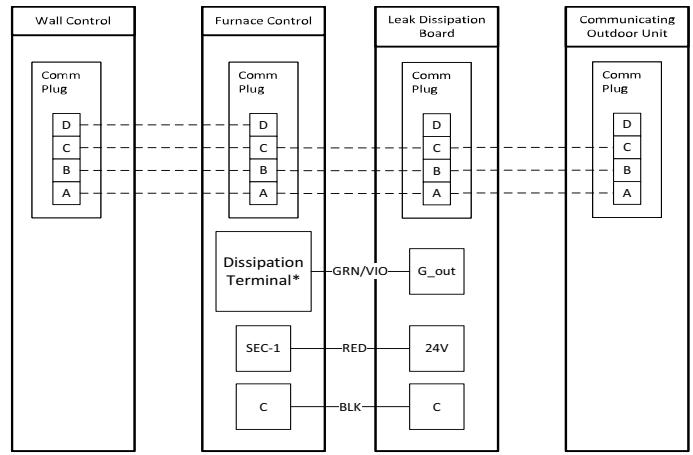 Wall Control
Furnace Control
Leak Dissipation
Board
Communicating
Outdoor Unit
Comm
Plug
D
C
B
A
Comm
Plug
D
C
B
A
Comm
Plug
D
C
B
A
Comm
Plug
D
C
B
A
Dissipation
Terminal*
GRN/VIO
G_out
SEC-1
RED
24V
C
BLK
C